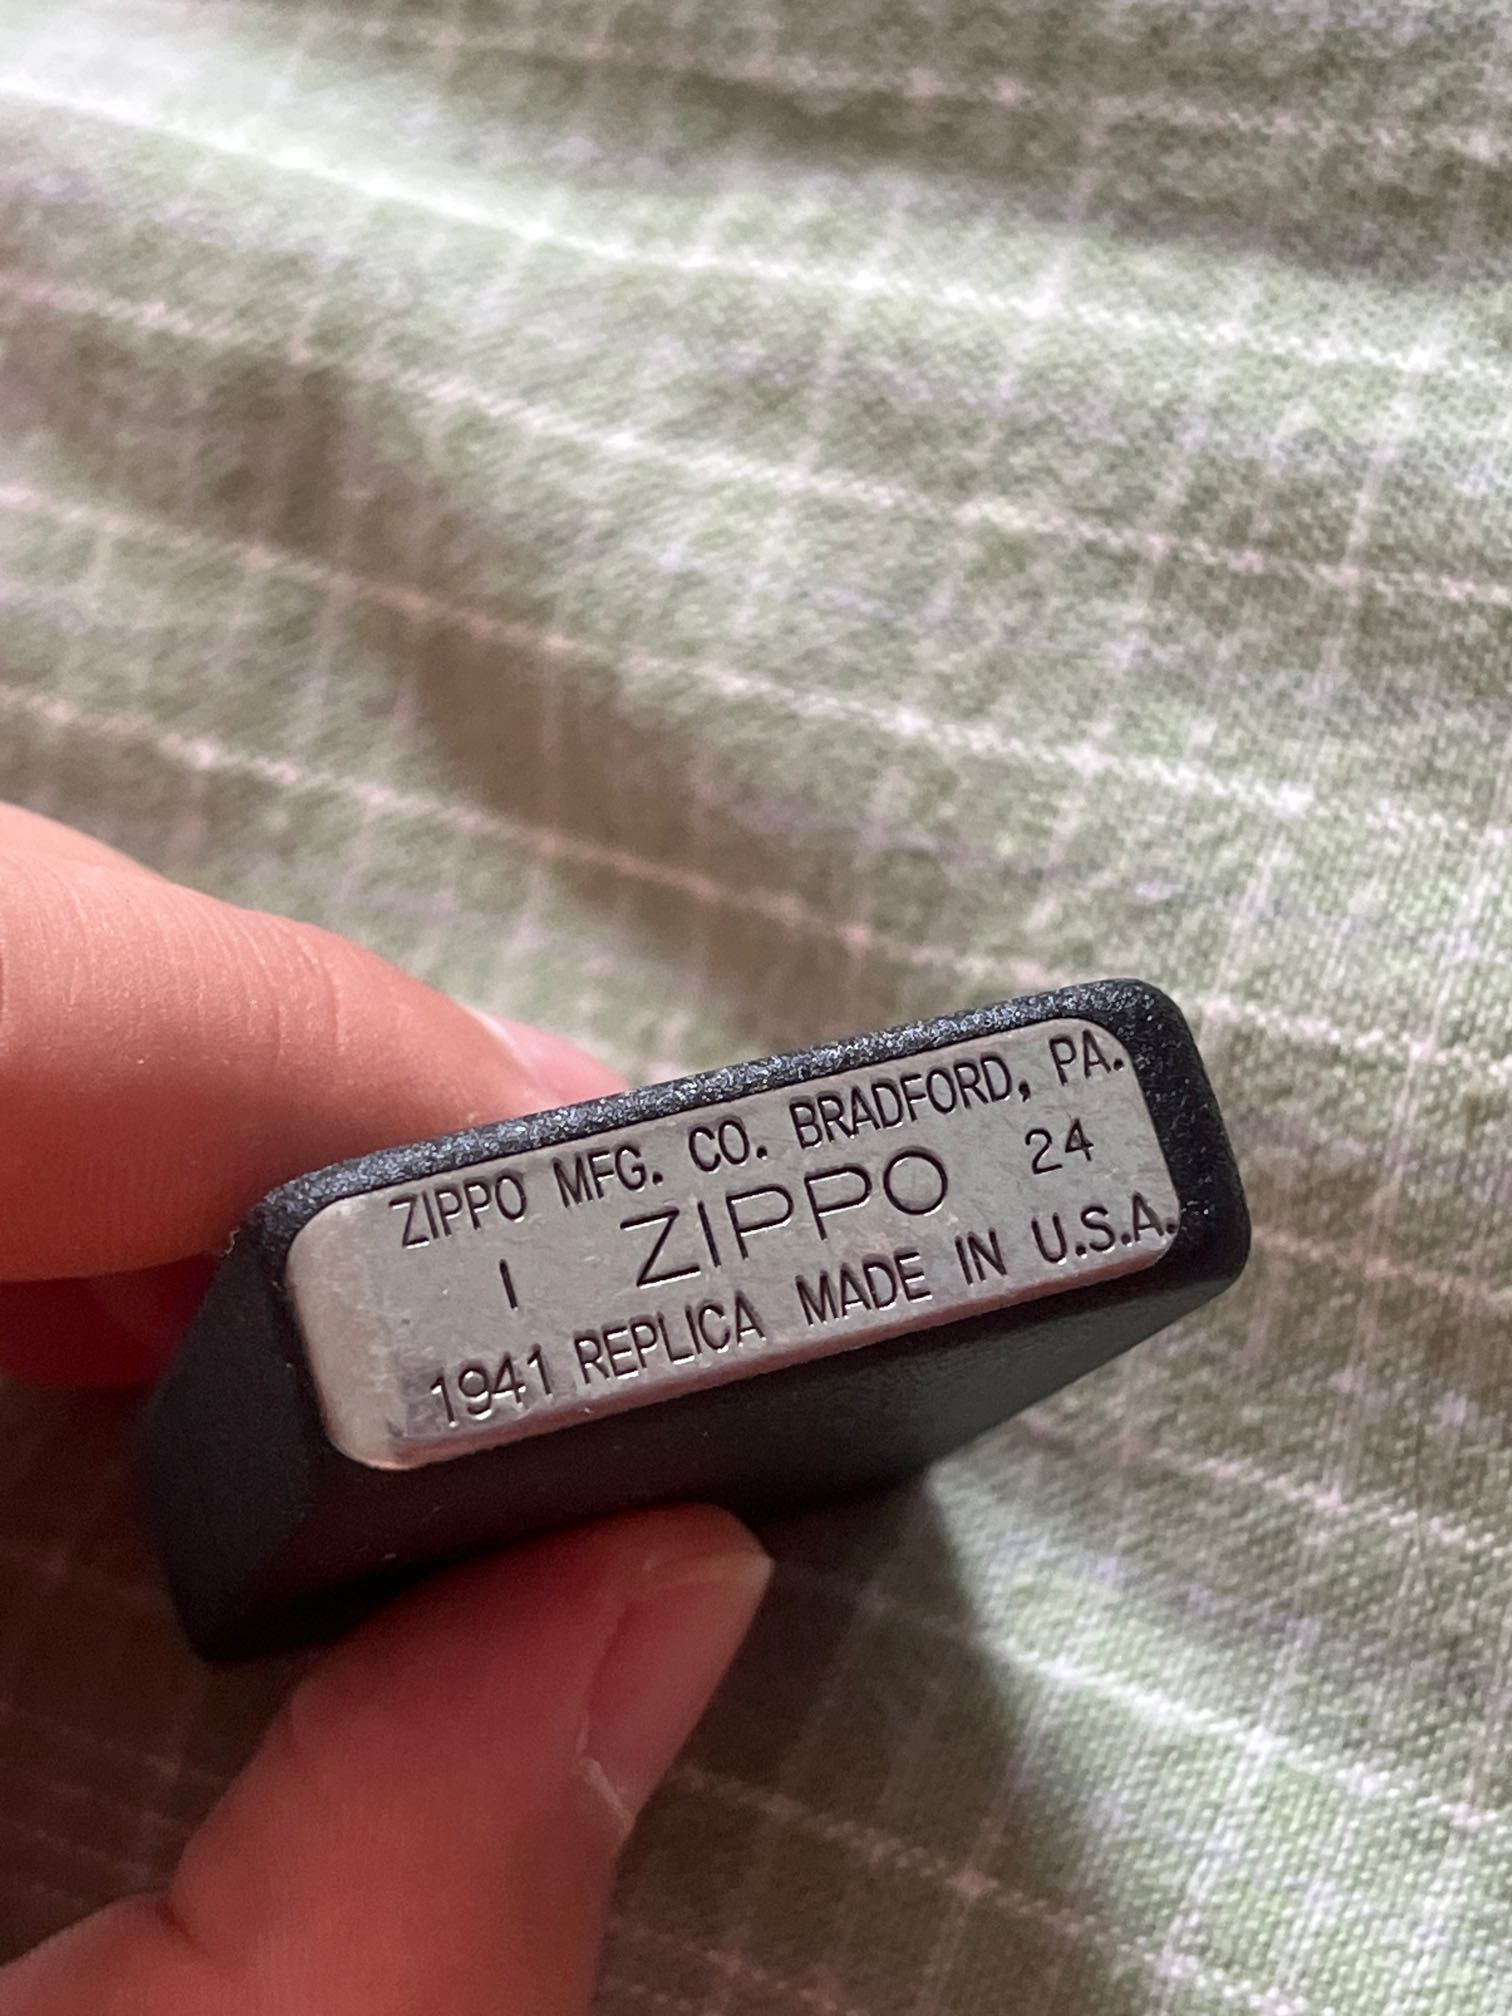 ZIPPO MFG. CO. BRADFORD, PA.
I ZIPPO 24
1941 REPLICA MADE IN U.S.A.